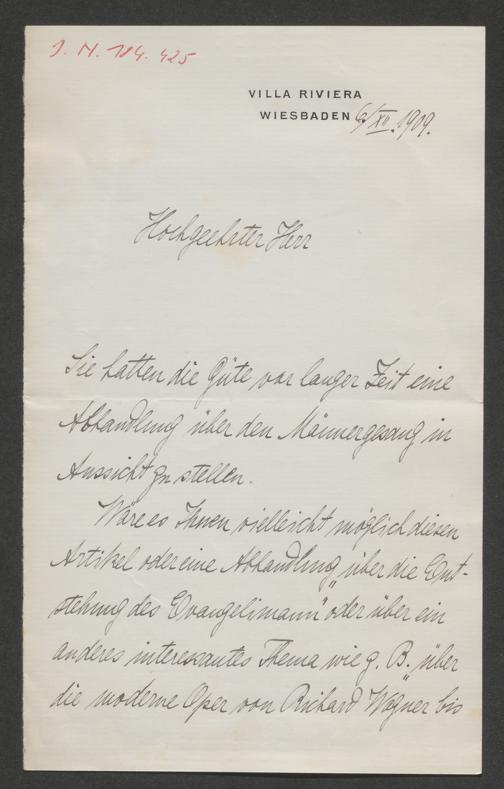 J. N. 184.425
VILLA RIVIERA
WIESBADEN 6/XII. 1909.
Hochgeehrter Herr
Sie hatten die Güte vor langer Zeit eine
Abhandlung über den Männergesang in
Aussicht zu stellen.
Wäre es Ihnen vielleicht möglich diesen
Artikel oder eine Abhandlung „über die Ent-
stehung des Evangelimann" oder über ein
anderes interessantes Thema wie z. B. „über
die moderne Oper von Richard Wagner bis